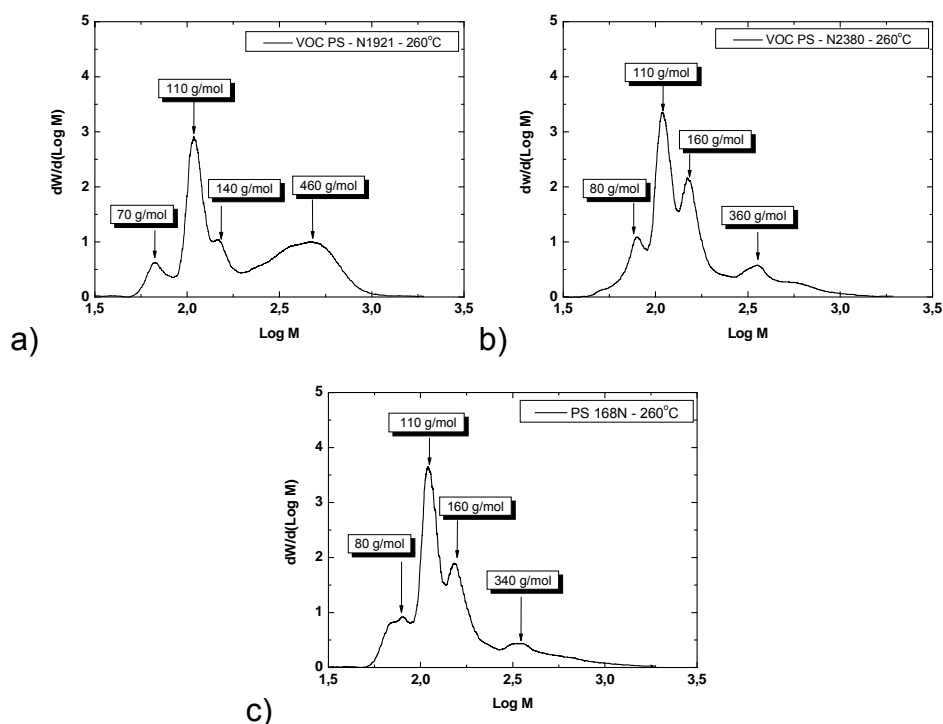 VOC PS - N1921 - 260°C
110 g/mol
70 g/mol
140 g/mol
460 g/mol
dW/d(Log M)
5
4
3
2
1
0
1,5
2,0
2,5
3,0
3,5
Log M
a)
VOC PS - N2380 - 260°C
110 g/mol
160 g/mol
80 g/mol
360 g/mol
dw/d(Log M)
5
4
3
2
1
0
1,5
2,0
2,5
3,0
3,5
Log M
b)
PS 168N - 260°C
110 g/mol
160 g/mol
80 g/mol
340 g/mol
dW/d(Log M)
5
4
3
2
1
0
1,5
2,0
2,5
3,0
3,5
Log M
c)